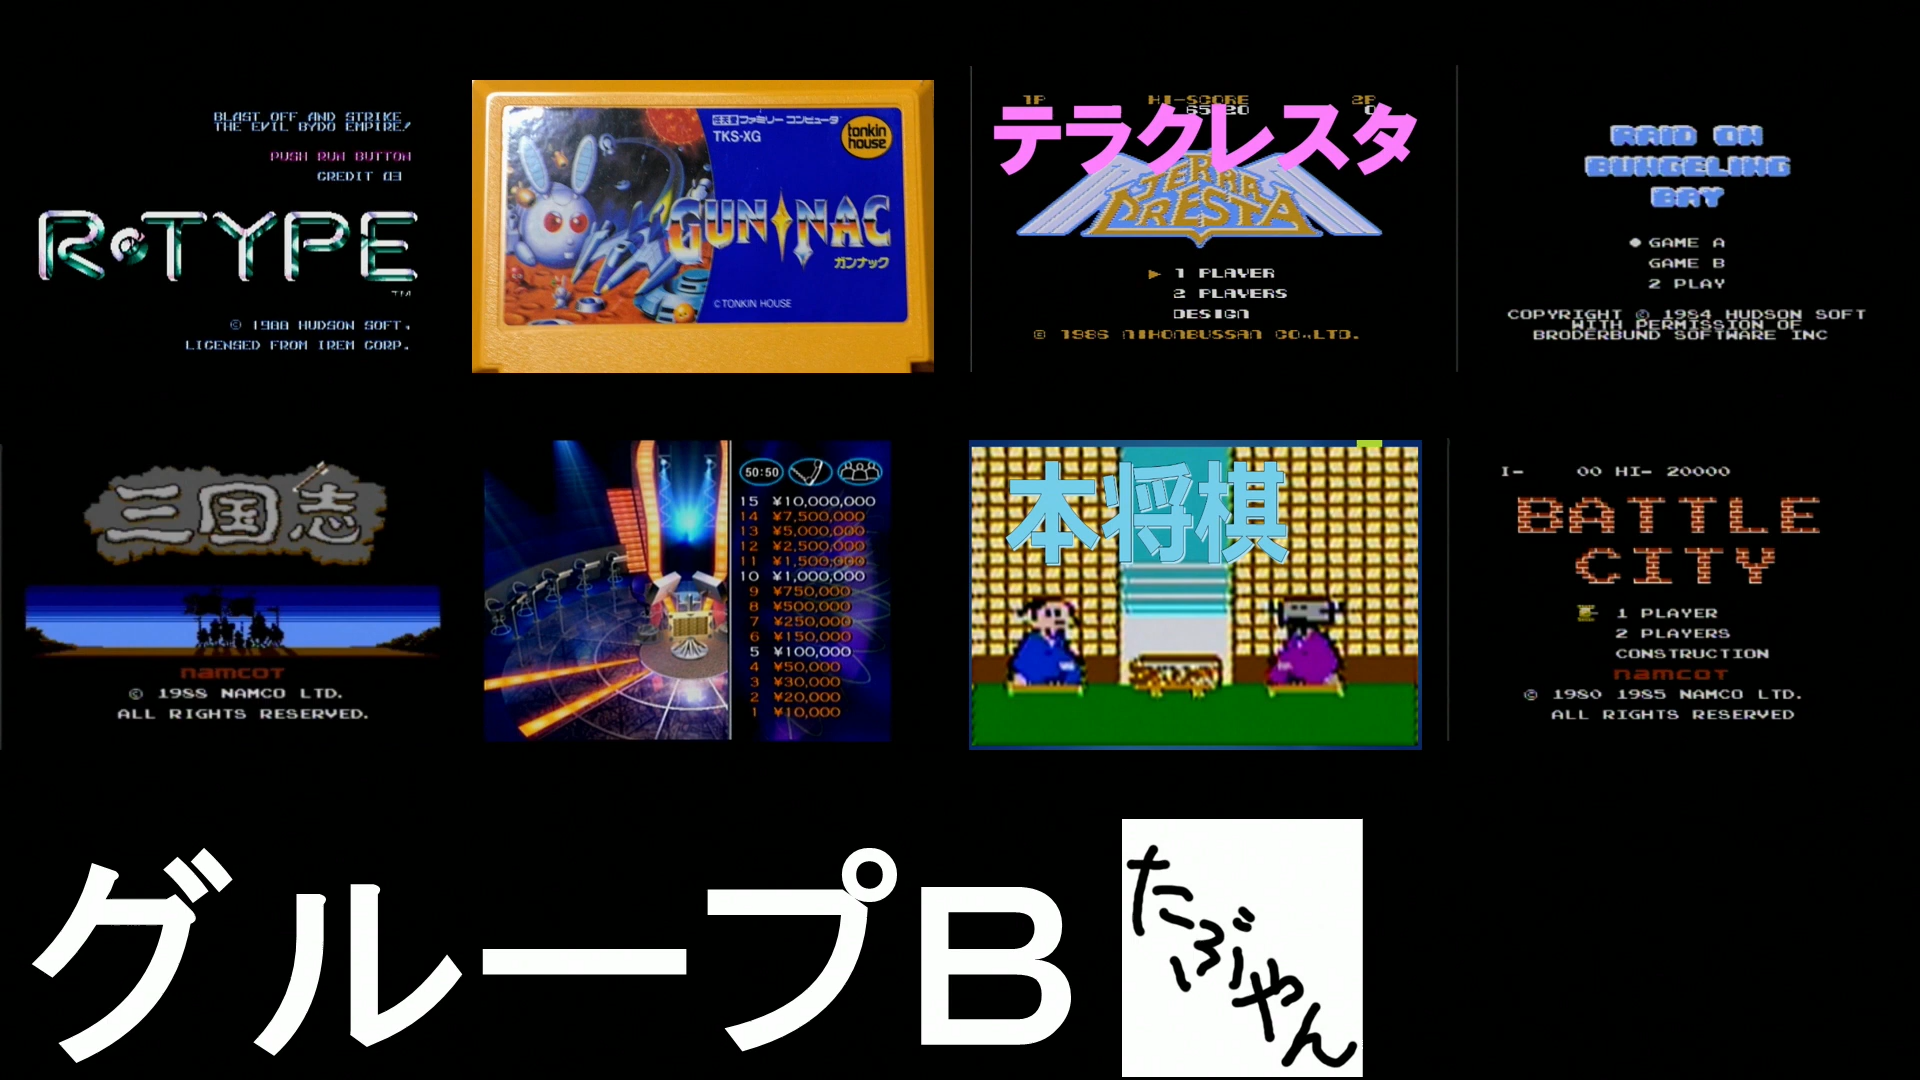 BLAST OFF AND STRIKE
THE EVIL BYDO EMPIRE!
PUSH RUN BUTTON
CREDIT 03
R・TYPE
TM
© 1988 HUDSON SOFT.
LICENSED FROM IREM CORP.
ファミリーコンピュータ
TKS-XG
tonkin house
GUN・NAC
ガンナック
© TONKIN HOUSE
1P HI-SCORE 2P
テラクレスタ
TERRA CRESTA
1 PLAYER
2 PLAYERS
DESIGN
© 1986 NIHONBUSSAN CO.,LTD.
RAID ON
BUNGELING
BAY
GAME A
GAME B
2 PLAY
COPYRIGHT © 1984 HUDSON SOFT
WITH PERMISSION OF
BRODERBUND SOFTWARE INC
三国志
namcot
© 1988 NAMCO LTD.
ALL RIGHTS RESERVED.
50:50
15 ¥10,000,000
14 ¥7,500,000
13 ¥5,000,000
12 ¥2,500,000
11 ¥1,500,000
10 ¥1,000,000
9 ¥750,000
8 ¥500,000
7 ¥250,000
6 ¥150,000
5 ¥100,000
4 ¥50,000
3 ¥30,000
2 ¥20,000
1 ¥10,000
本将棋
I- 00 HI- 20000
BATTLE
CITY
1 PLAYER
2 PLAYERS
CONSTRUCTION
namcot
© 1980 1985 NAMCO LTD.
ALL RIGHTS RESERVED
グループB
たぶやん